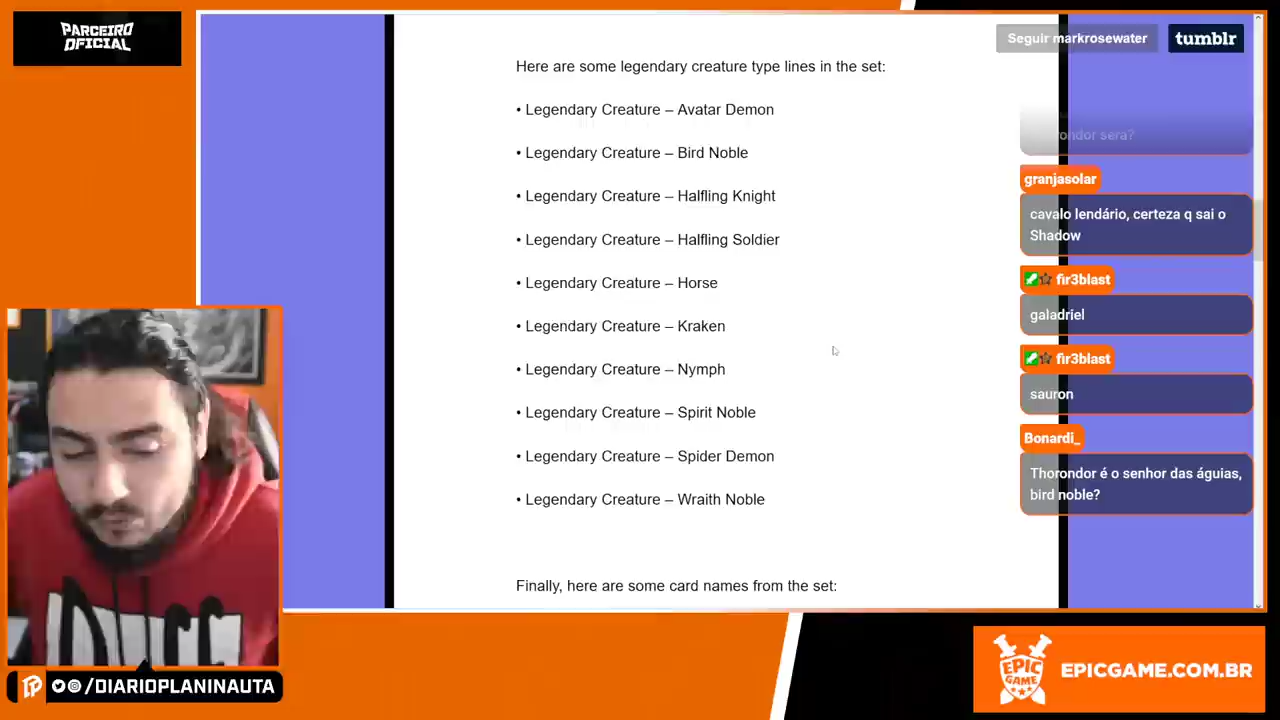 PARCEIRO
OFICIAL
Seguir markrosewater
tumblr
Here are some legendary creature type lines in the set:
• Legendary Creature – Avatar Demon
• Legendary Creature – Bird Noble
• Legendary Creature – Halfling Knight
• Legendary Creature – Halfling Soldier
• Legendary Creature – Horse
• Legendary Creature – Kraken
• Legendary Creature – Nymph
• Legendary Creature – Spirit Noble
• Legendary Creature – Spider Demon
• Legendary Creature – Wraith Noble
Finally, here are some card names from the set:
sera?
granjasolar
cavalo lendário, certeza q sai o
Shadow
fir3blast
galadriel
fir3blast
sauron
Bonardi_
Thorondor é o senhor das águias,
bird noble?
/DIARIOPLANINAUTA
EPIC
GAME
EPICGAME.COM.BR